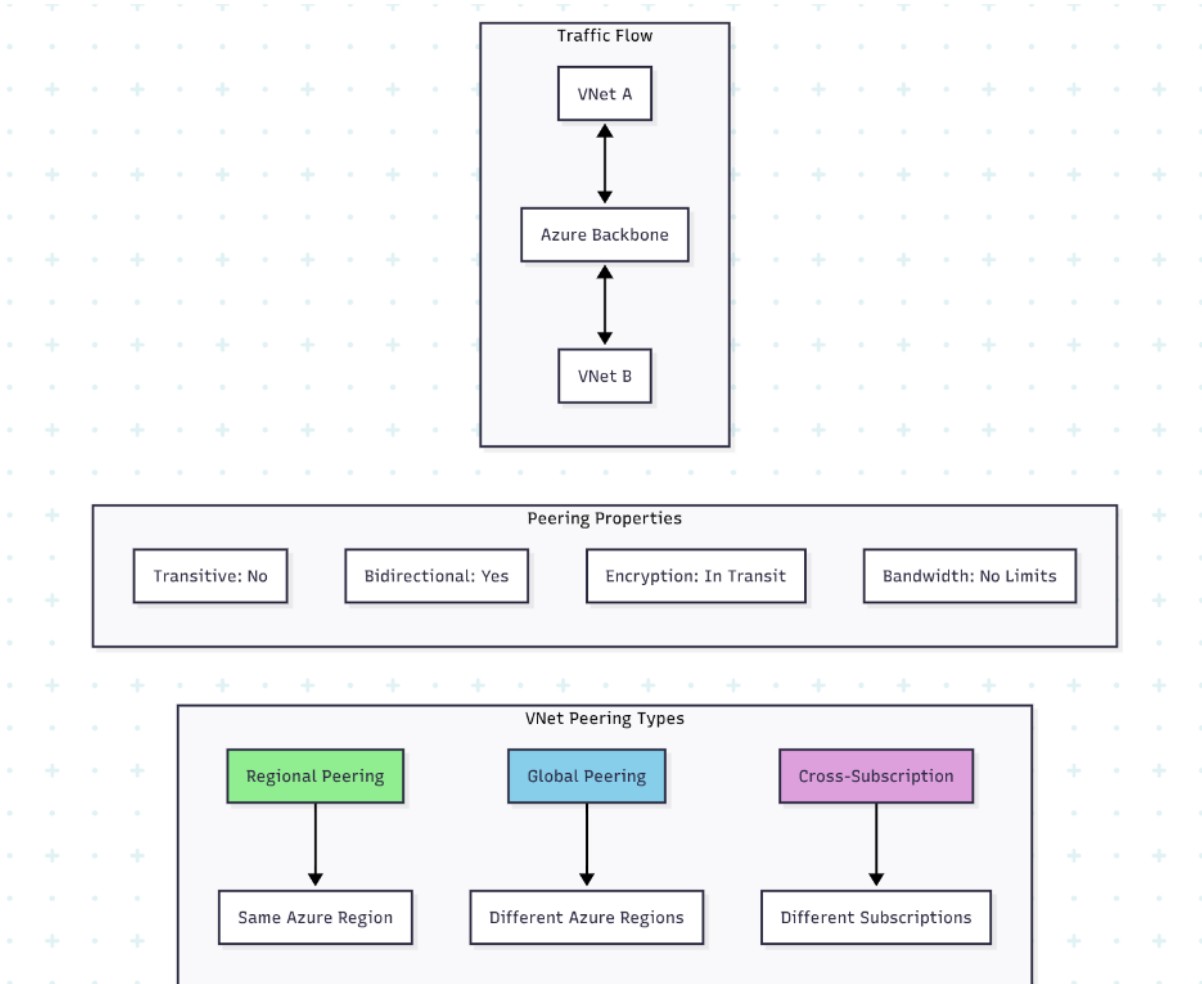 Traffic Flow
VNet A
Azure Backbone
VNet B
Peering Properties
Transitive: No
Bidirectional: Yes
Encryption: In Transit
Bandwidth: No Limits
VNet Peering Types
Regional Peering
Global Peering
Cross-Subscription
Same Azure Region
Different Azure Regions
Different Subscriptions